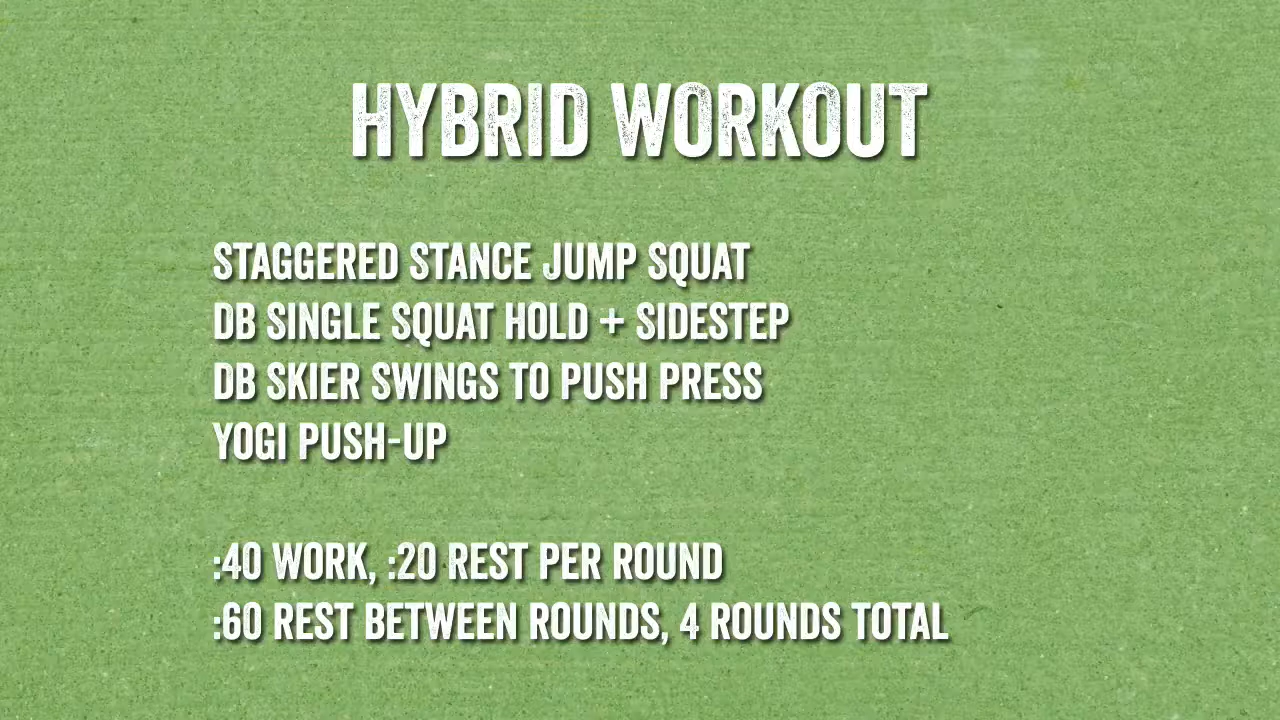 HYBRID WORKOUT
STAGGERED STANCE JUMP SQUAT
DB SINGLE SQUAT HOLD + SIDESTEP
DB SKIER SWINGS TO PUSH PRESS
YOGI PUSH-UP
:40 WORK, :20 REST PER ROUND
:60 REST BETWEEN ROUNDS, 4 ROUNDS TOTAL